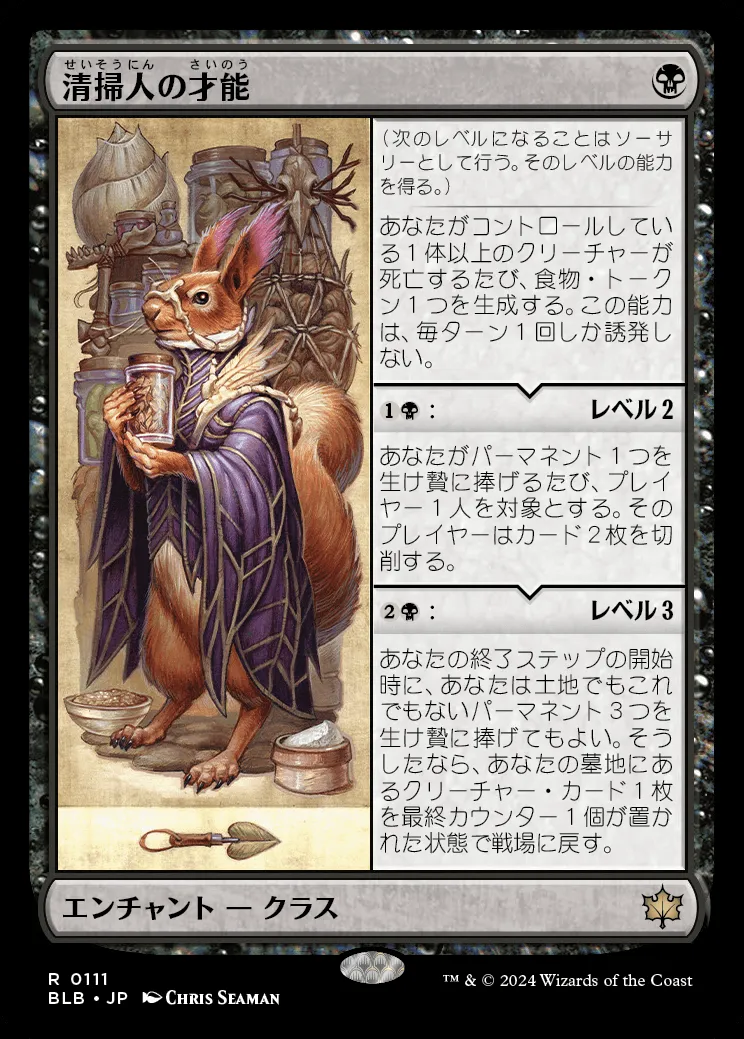 せいそうにん さいのう
清掃人の才能
（次のレベルになることはソーサ
リーとして行う。そのレベルの能力
を得る。）
あなたがコントロールしてい
る１体以上のクリーチャーが
死亡するたび、食物・トーク
ン１つを生成する。この能力
は、毎ターン１回しか誘発し
ない。
1 : レベル 2
あなたがパーマネント１つを
生け贄に捧げるたび、プレイ
ヤー１人を対象とする。その
プレイヤーはカード２枚を切
削する。
2 : レベル 3
あなたの終了ステップの開始
時に、あなたは土地でもこれ
でもないパーマネント３つを
生け贄に捧げてもよい。そう
したなら、あなたの墓地にあ
るクリーチャー・カード１枚
を最終カウンター１個が置か
れた状態で戦場に戻す。
エンチャント — クラス
R 0111
BLB • JP CHRIS SEAMAN
™ & © 2024 Wizards of the Coast